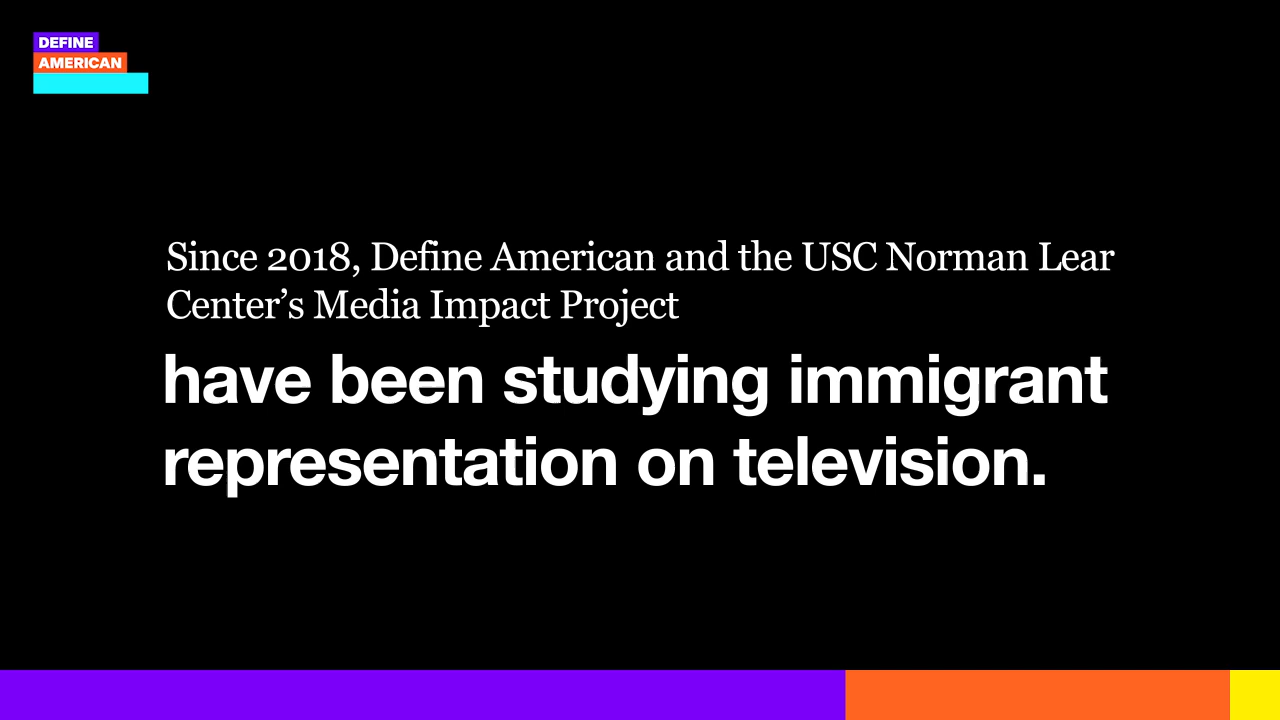 DEFINE
AMERICAN
Since 2018, Define American and the USC Norman Lear
Center’s Media Impact Project
have been studying immigrant
representation on television.